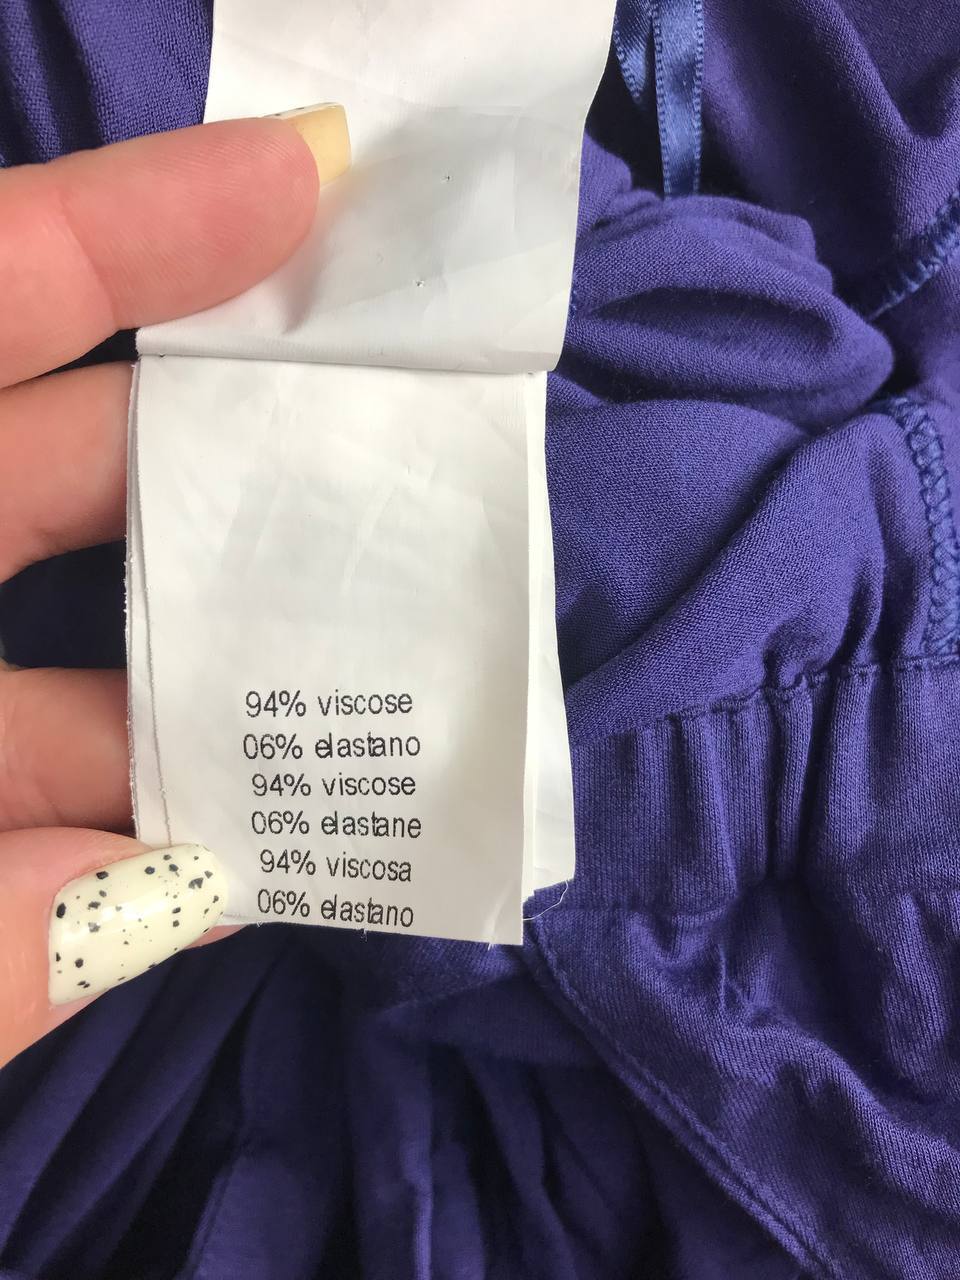 94% viscose
06% elastano
94% viscose
06% elastane
94% viscosa
06% elastano